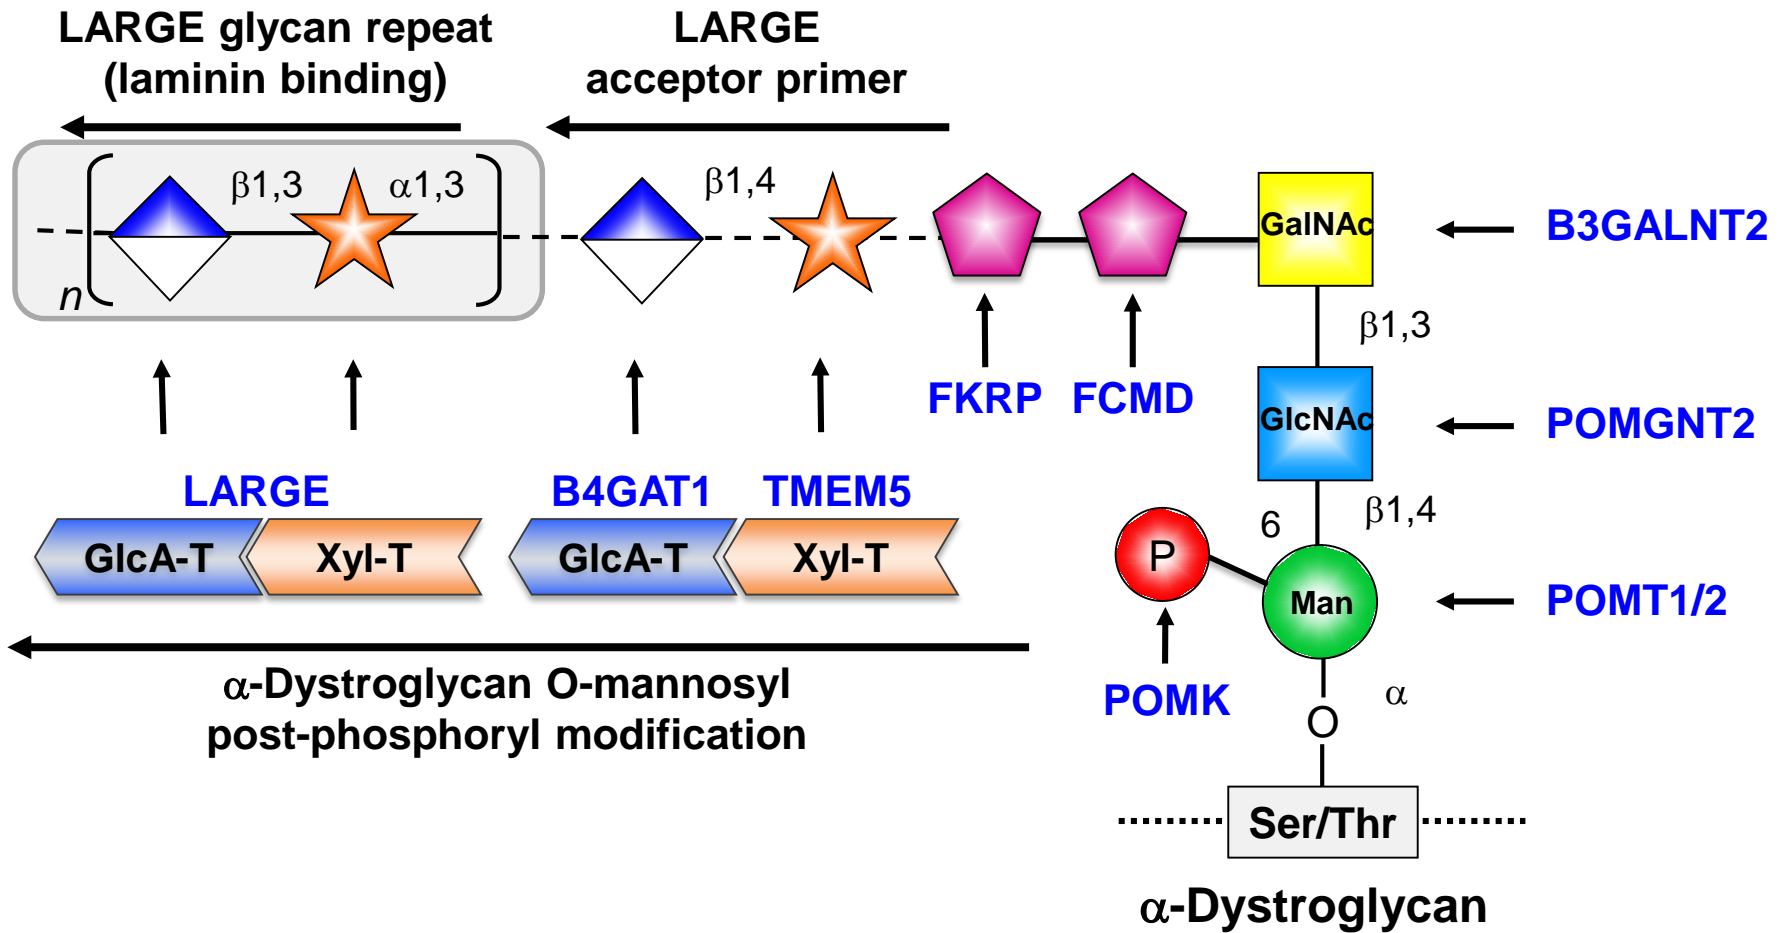 LARGE glycan repeat
(laminin binding)
LARGE
acceptor primer
β1,3
α1,3
n
β1,4
GalNAc
B3GALNT2
β1,3
FKRP
FCMD
GlcNAc
POMGNT2
β1,4
LARGE
B4GAT1
TMEM5
GlcA-T
Xyl-T
GlcA-T
Xyl-T
6
P
Man
POMT1/2
α-Dystroglycan O-mannosyl
post-phosphoryl modification
POMK
α
O
Ser/Thr
α-Dystroglycan